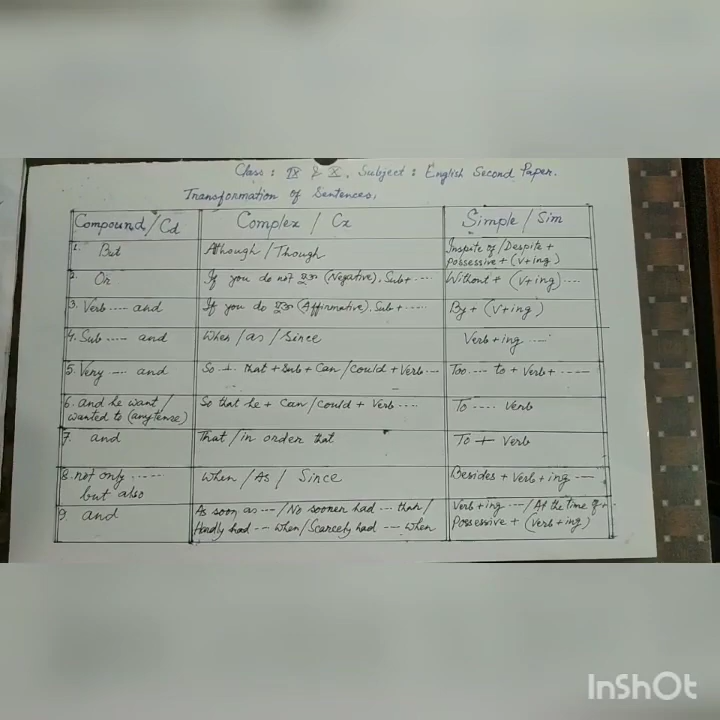 Class : IX & X. Subject : English Second Paper.
Transformation of Sentences.
Compound/Cd Complex / Cx Simple / Sim
1. But Athough / Though Inspite of / Despite +
possessive + (v+ing)
2. Or If you do not হয় (Negative). Sub + .... Without + (v+ing) ....
3. Verb .... and If you do হয় (Affirmative). Sub + ..... By + (v+ing)
4. Sub ..... and When / as / Since Verb + ing ....
5. Very ... and So ... that + sub + can / could + Verb ... Too .... to + verb + .....
6. and he want / So that he + can / could + verb .... To .... verb
wanted to (any tense)
7. and That / in order that To + verb
8. not only ..... When / As / Since Besides + verb + ing ....
but also
9. and As soon as ... / No sooner had ... than / Verb + ing ... / At the time of + .
Hardly had ... when / Scarcely had ... when Possessive + (verb + ing)
InShOt